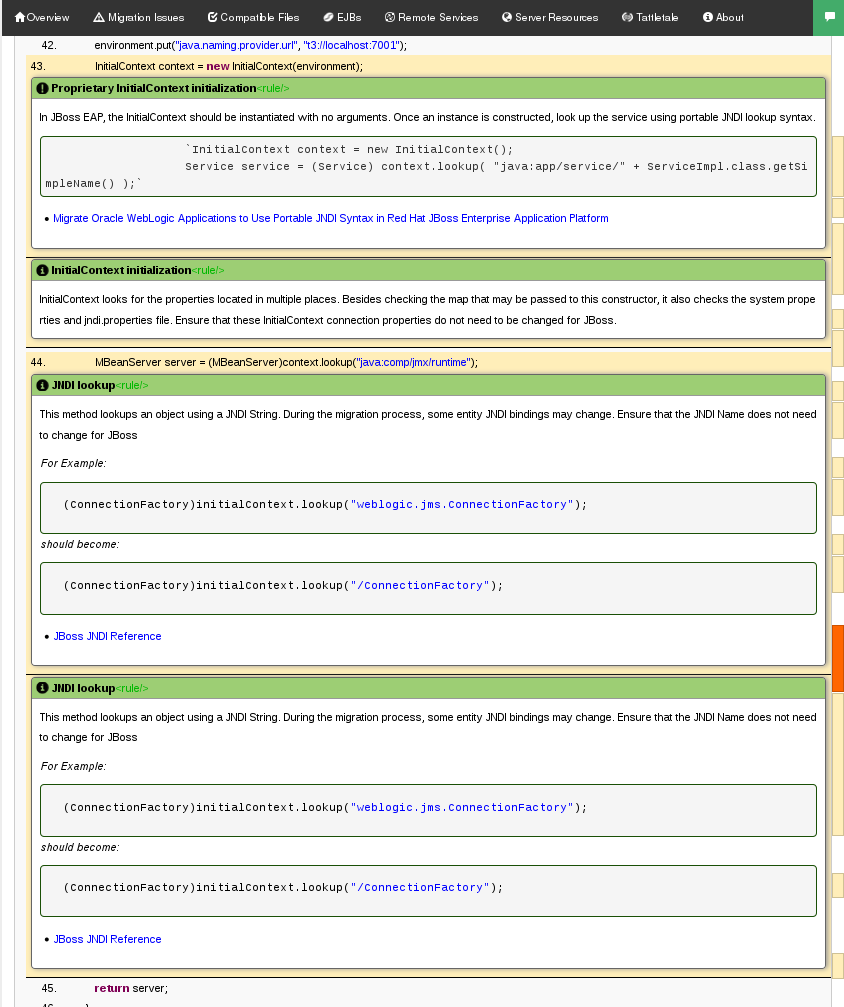 Overview Migration Issues Compatible Files EJBs Remote Services Server Resources Tattletale About
42. environment.put("java.naming.provider.url", "t3://localhost:7001");
43. InitialContext context = new InitialContext(environment);
Proprietary InitialContext initialization<rule/>
In JBoss EAP, the InitialContext should be instantiated with no arguments. Once an instance is constructed, look up the service using portable JNDI lookup syntax.
`InitialContext context = new InitialContext();
Service service = (Service) context.lookup( "java:app/service/" + ServiceImpl.class.getSi
mpleName() );`
• Migrate Oracle WebLogic Applications to Use Portable JNDI Syntax in Red Hat JBoss Enterprise Application Platform
InitialContext initialization<rule/>
InitialContext looks for the properties located in multiple places. Besides checking the map that may be passed to this constructor, it also checks the system prope
rties and jndi.properties file. Ensure that these InitialContext connection properties do not need to be changed for JBoss.
44. MBeanServer server = (MBeanServer)context.lookup("java:comp/jmx/runtime");
JNDI lookup<rule/>
This method lookups an object using a JNDI String. During the migration process, some entity JNDI bindings may change. Ensure that the JNDI Name does not need
to change for JBoss
For Example:
(ConnectionFactory)initialContext.lookup("weblogic.jms.ConnectionFactory");
should become:
(ConnectionFactory)initialContext.lookup("/ConnectionFactory");
• JBoss JNDI Reference
JNDI lookup<rule/>
This method lookups an object using a JNDI String. During the migration process, some entity JNDI bindings may change. Ensure that the JNDI Name does not need
to change for JBoss
For Example:
(ConnectionFactory)initialContext.lookup("weblogic.jms.ConnectionFactory");
should become:
(ConnectionFactory)initialContext.lookup("/ConnectionFactory");
• JBoss JNDI Reference
45. return server;